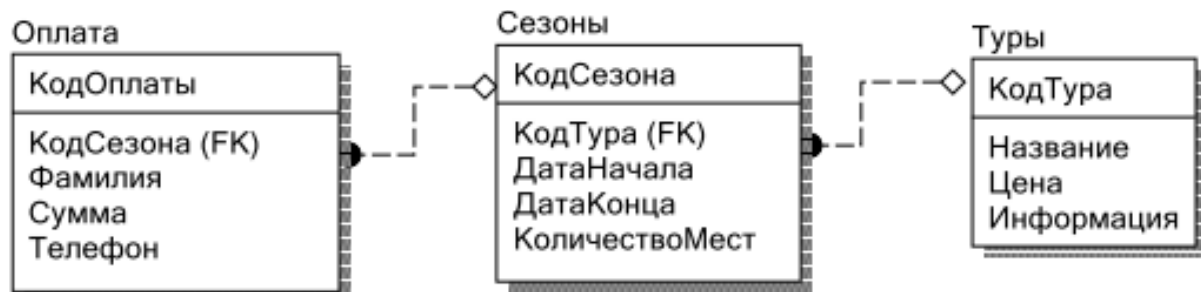 Оплата
КодОплаты
КодСезона (FK)
Фамилия
Сумма
Телефон
Сезоны
КодСезона
КодТура (FK)
ДатаНачала
ДатаКонца
КоличествоМест
Туры
КодТура
Название
Цена
Информация